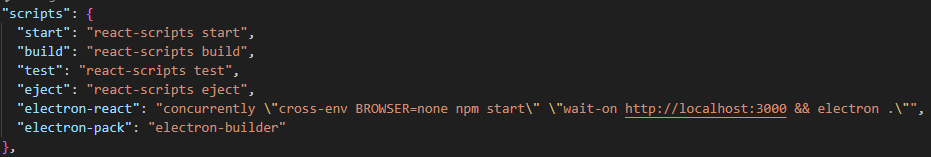 "scripts": {
"start": "react-scripts start",
"build": "react-scripts build",
"test": "react-scripts test",
"eject": "react-scripts eject",
"electron-react": "concurrently \"cross-env BROWSER=none npm start\" \"wait-on http://localhost:3000 && electron .\"",
"electron-pack": "electron-builder"
},